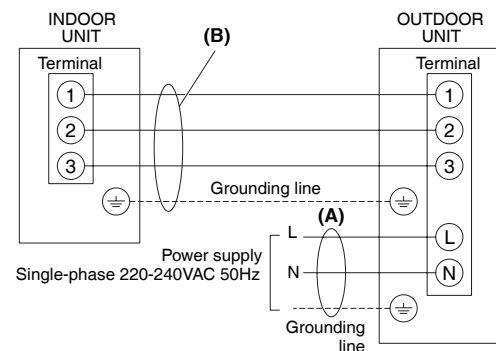 INDOOR
UNIT
(B)
OUTDOOR
UNIT
Terminal
Terminal
1
1
2
2
3
3
Grounding line
(A)
L
L
Power supply
Single-phase 220-240VAC 50Hz
N
N
Grounding
line